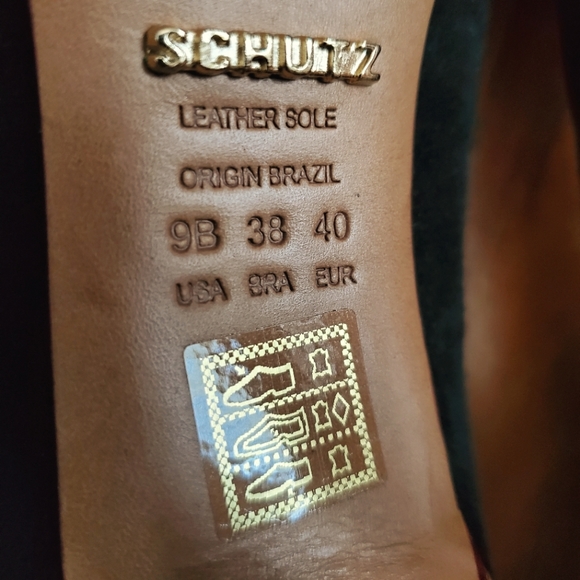 SCHUTZ
LEATHER SOLE
ORIGIN BRAZIL
9B 38 40
USA BRA EUR